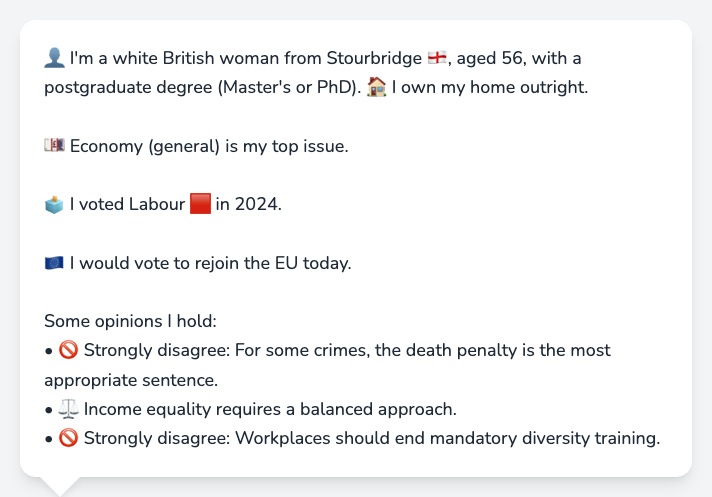 👤 I'm a white British woman from Stourbridge 🏴󠁧󠁢󠁥󠁮󠁧󠁿, aged 56, with a
postgraduate degree (Master's or PhD). 🏠 I own my home outright.
💷 Economy (general) is my top issue.
🗳️ I voted Labour 🟥 in 2024.
🇪🇺 I would vote to rejoin the EU today.
Some opinions I hold:
• 🚫 Strongly disagree: For some crimes, the death penalty is the most
appropriate sentence.
• ⚖️ Income equality requires a balanced approach.
• 🚫 Strongly disagree: Workplaces should end mandatory diversity training.